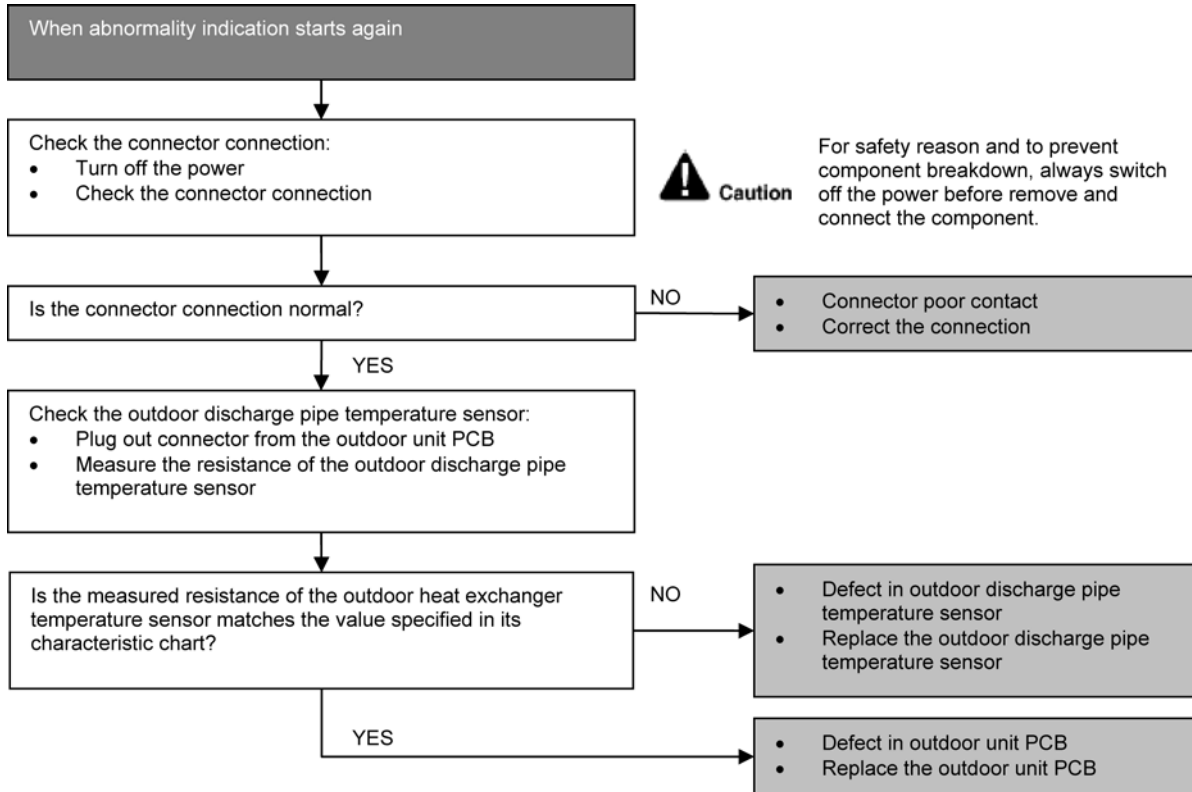 When abnormality indication starts again
Check the connector connection:
• Turn off the power
• Check the connector connection
Caution
For safety reason and to prevent
component breakdown, always switch
off the power before remove and
connect the component.
Is the connector connection normal?
NO
• Connector poor contact
• Correct the connection
YES
Check the outdoor discharge pipe temperature sensor:
• Plug out connector from the outdoor unit PCB
• Measure the resistance of the outdoor discharge pipe
temperature sensor
Is the measured resistance of the outdoor heat exchanger
temperature sensor matches the value specified in its
characteristic chart?
NO
• Defect in outdoor discharge pipe
temperature sensor
• Replace the outdoor discharge pipe
temperature sensor
YES
• Defect in outdoor unit PCB
• Replace the outdoor unit PCB